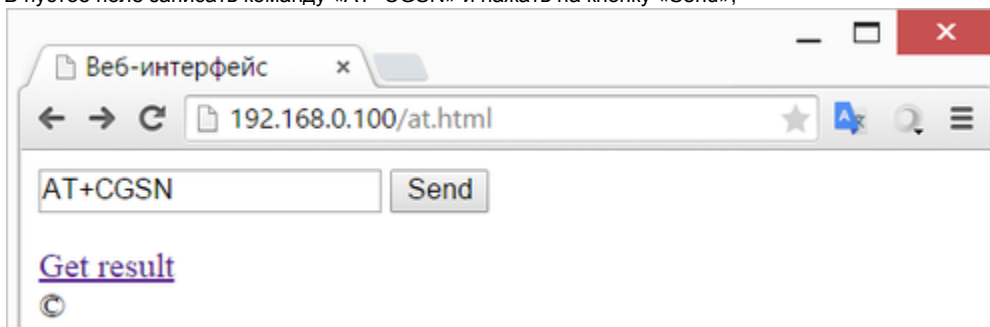 В пустое поле записать команду «AT+CGSN» и нажать на кнопку «Send»;
Веб-интерфейс
192.168.0.100/at.html
AT+CGSN Send
Get result
©